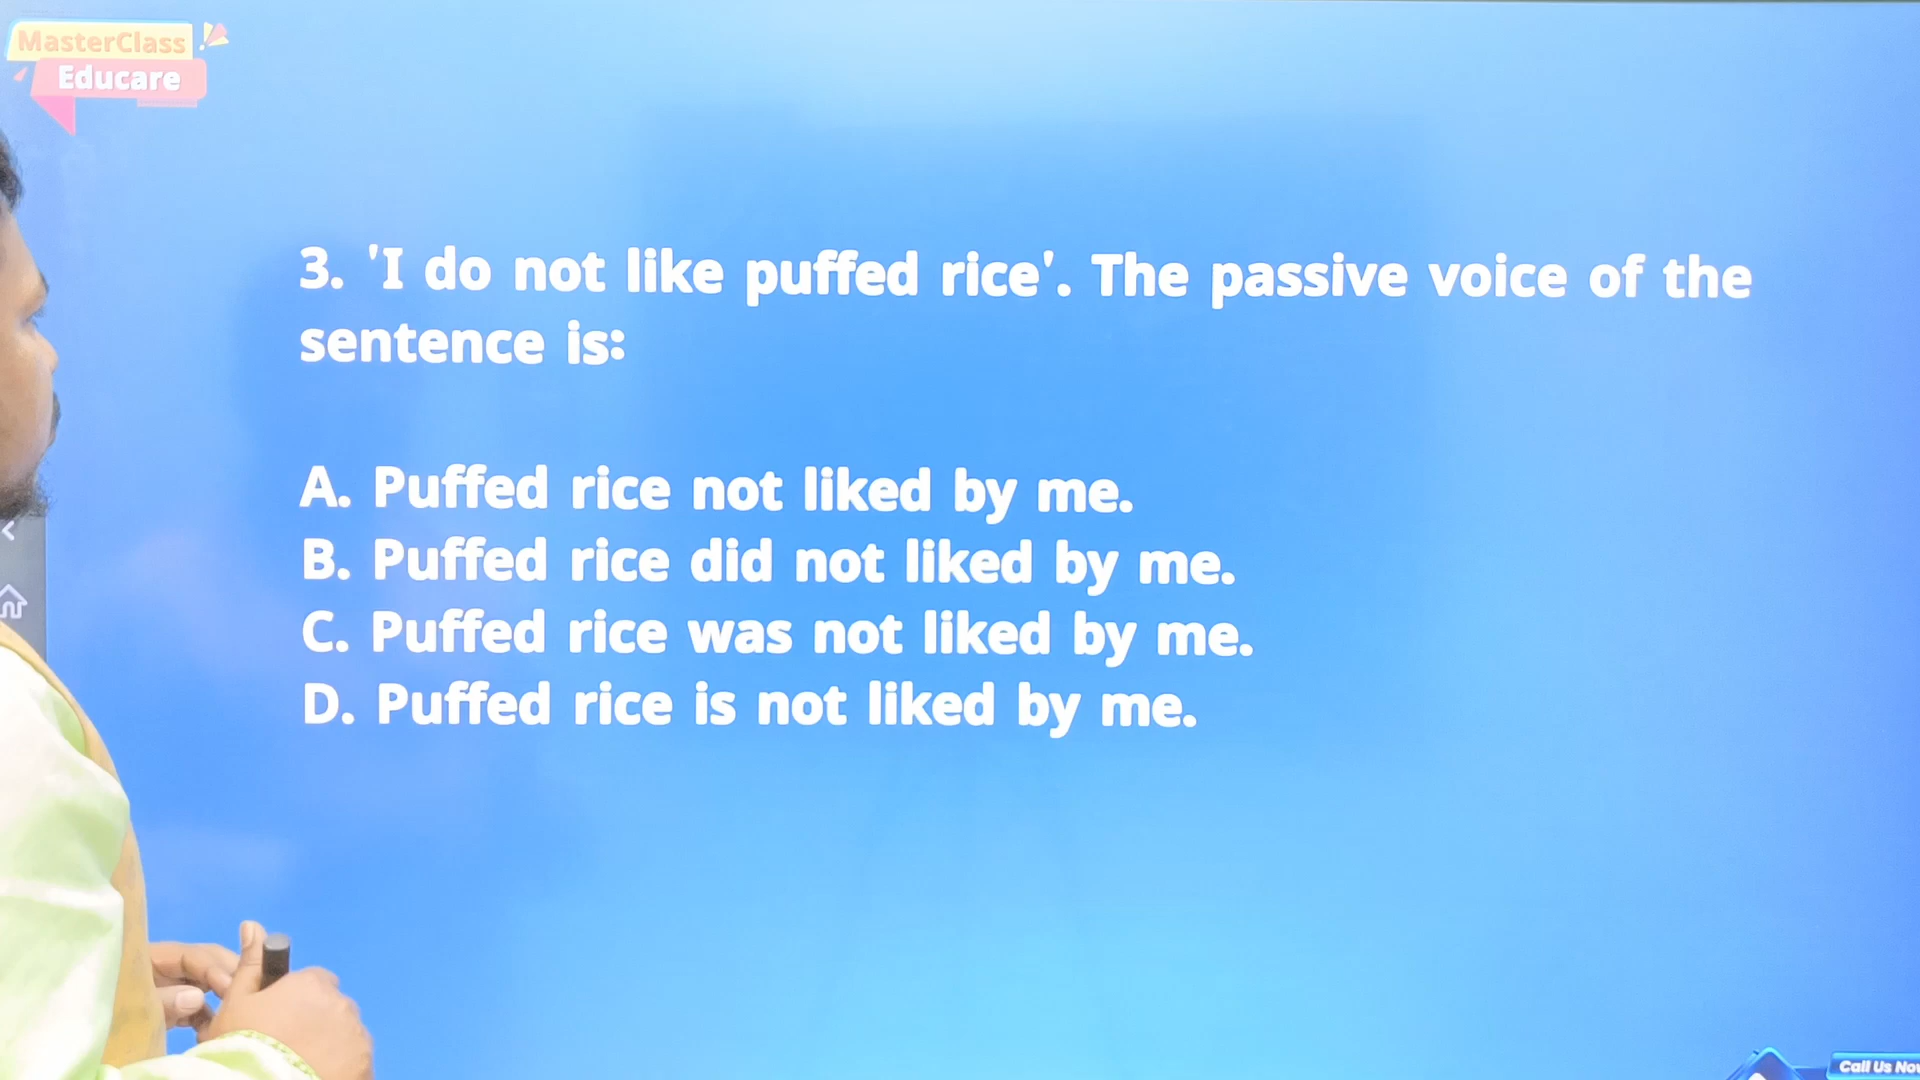 MasterClass
Educare
3. 'I do not like puffed rice'. The passive voice of the
sentence is:
A. Puffed rice not liked by me.
B. Puffed rice did not liked by me.
C. Puffed rice was not liked by me.
D. Puffed rice is not liked by me.
Call Us